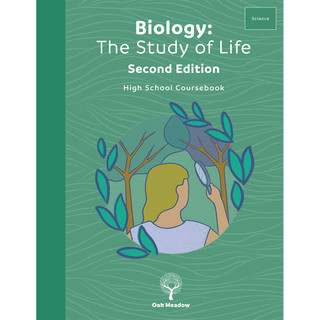 Science
Biology:
The Study of Life
Second Edition
High School Coursebook
Oak Meadow